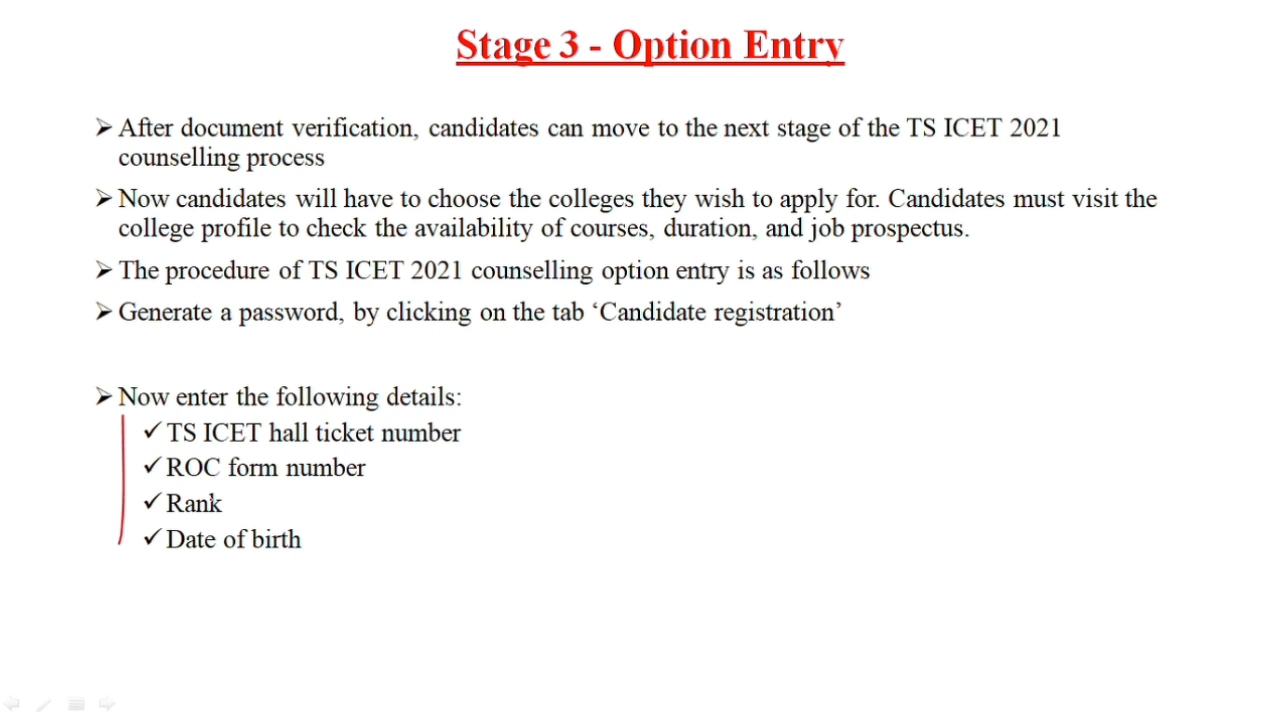 Stage 3 - Option Entry
➢ After document verification, candidates can move to the next stage of the TS ICET 2021
counselling process
➢ Now candidates will have to choose the colleges they wish to apply for. Candidates must visit the
college profile to check the availability of courses, duration, and job prospectus.
➢ The procedure of TS ICET 2021 counselling option entry is as follows
➢ Generate a password, by clicking on the tab ‘Candidate registration’
➢ Now enter the following details:
✓ TS ICET hall ticket number
✓ ROC form number
✓ Rank
✓ Date of birth